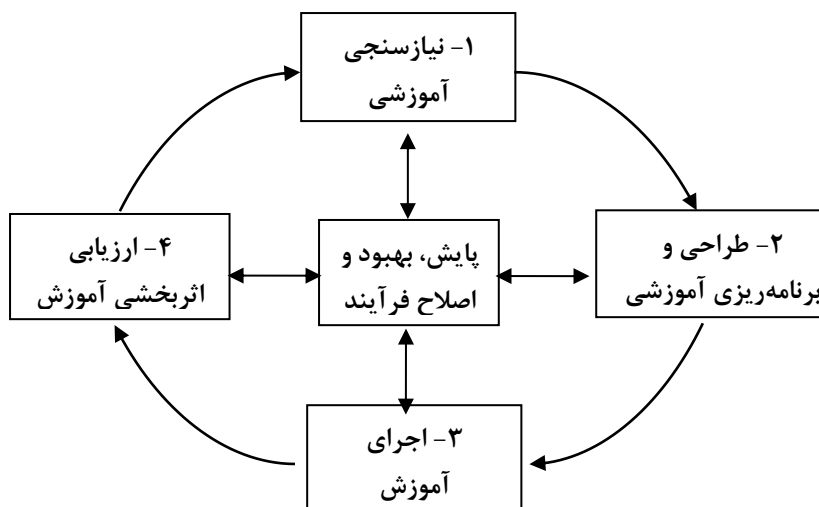 ۱- نیازسنجی
آموزشی
۲- طراحی و
برنامه‌ریزی آموزشی
پایش، بهبود و
اصلاح فرآیند
۴- ارزیابی
اثربخشی آموزش
۳- اجرای
آموزش